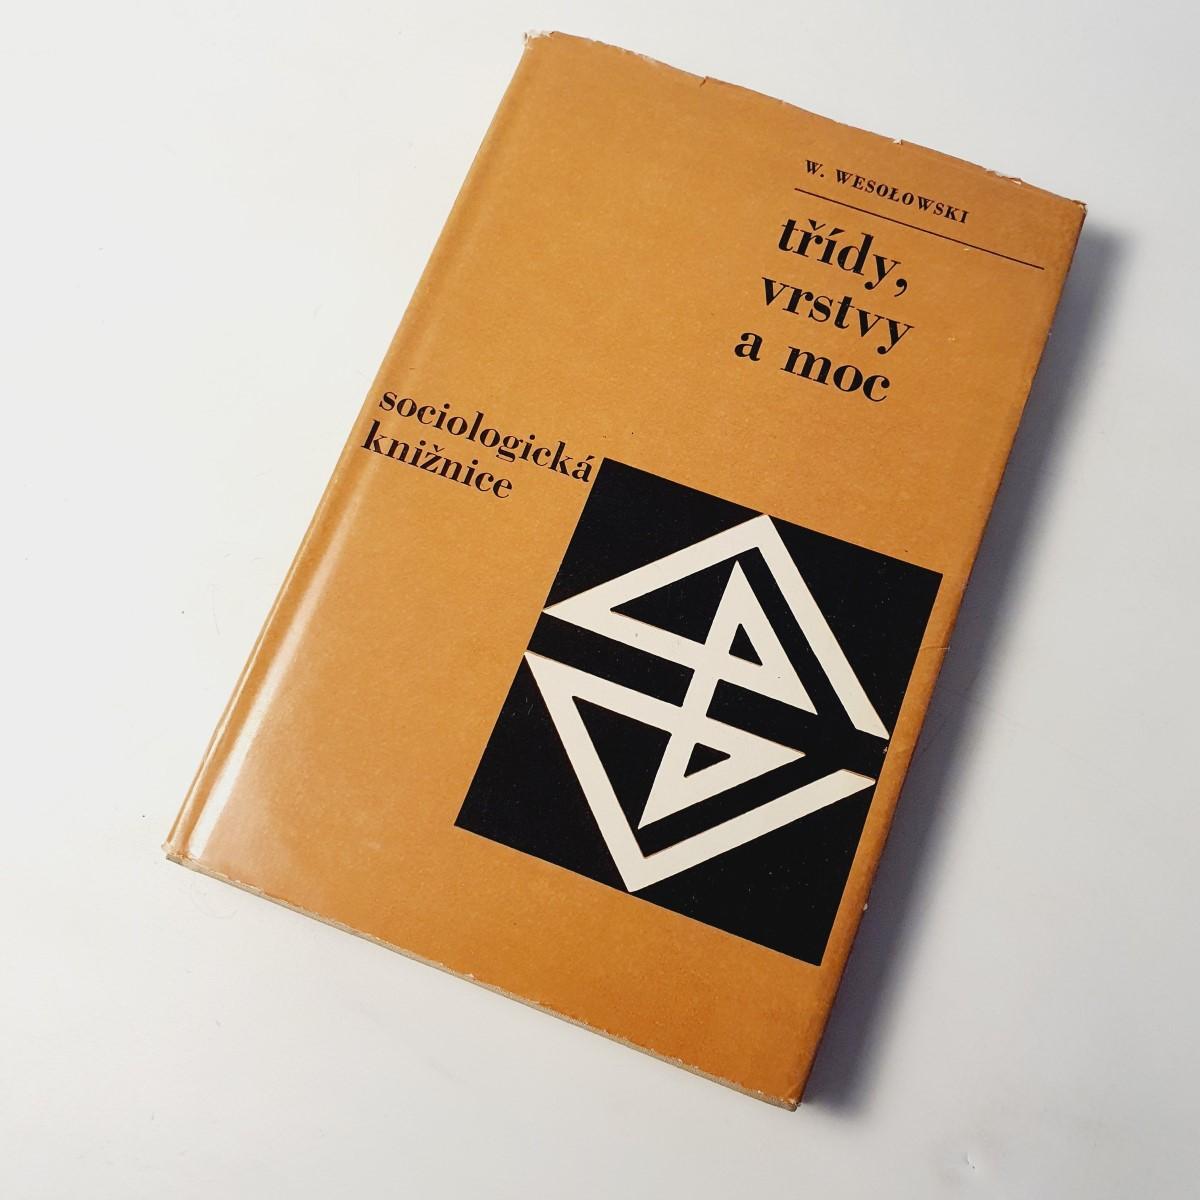 W. WESOŁOWSKI
třídy,
vrstvy
a moc
sociologická
knižnice